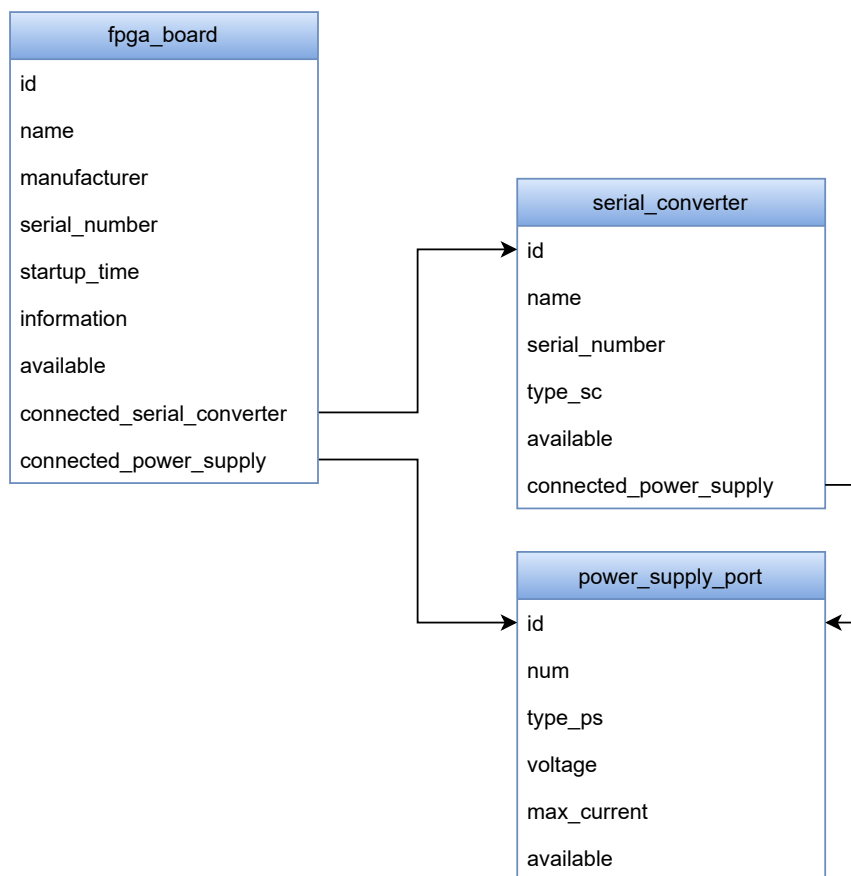 fpga_board
id
name
manufacturer
serial_number
startup_time
information
available
connected_serial_converter
connected_power_supply
serial_converter
id
name
serial_number
type_sc
available
connected_power_supply
power_supply_port
id
num
type_ps
voltage
max_current
available